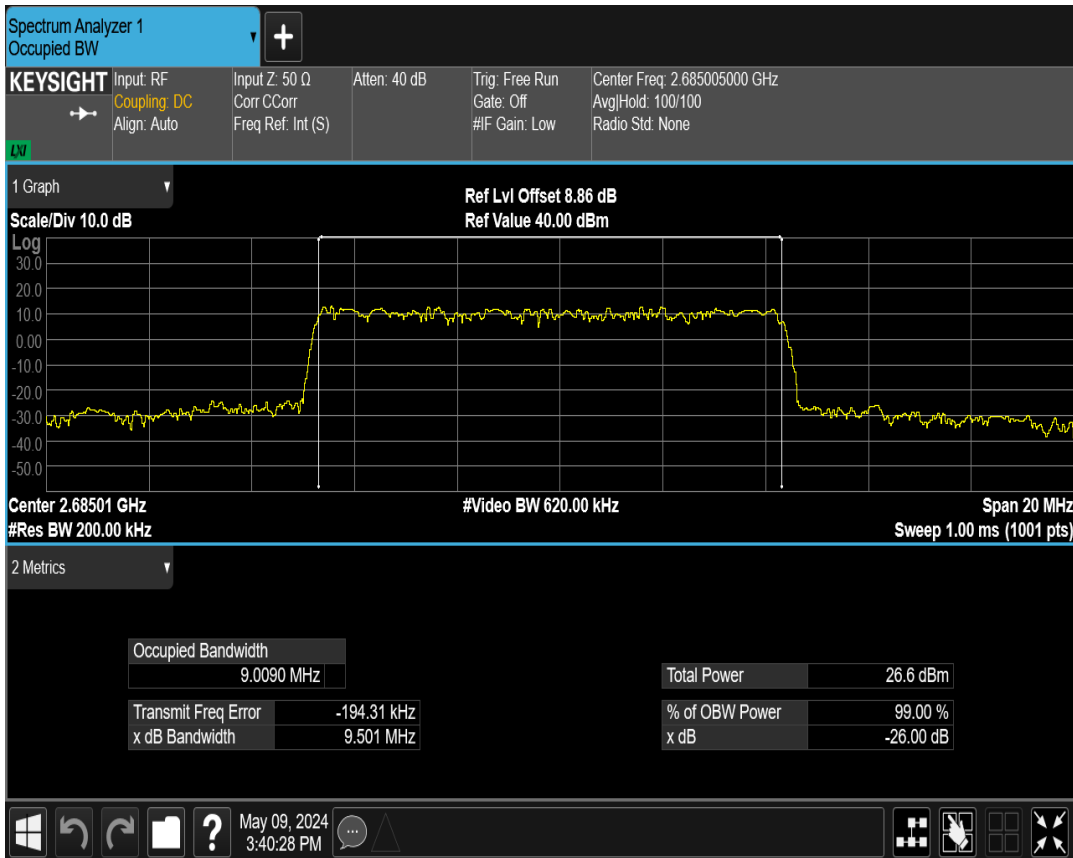 Spectrum Analyzer 1
Occupied BW
+
KEYSIGHT
LXI
Input: RF
Coupling: DC
Align: Auto
Input Z: 50 Ω
Corr CCorr
Freq Ref: Int (S)
Atten: 40 dB
Trig: Free Run
Gate: Off
#IF Gain: Low
Center Freq: 2.685005000 GHz
Avg|Hold: 100/100
Radio Std: None
1 Graph
Scale/Div 10.0 dB
Ref Lvl Offset 8.86 dB
Ref Value 40.00 dBm
Log
30.0
20.0
10.0
0.00
-10.0
-20.0
-30.0
-40.0
-50.0
Center 2.68501 GHz
#Video BW 620.00 kHz
Span 20 MHz
#Res BW 200.00 kHz
Sweep 1.00 ms (1001 pts)
2 Metrics
Occupied Bandwidth
9.0090 MHz
Transmit Freq Error -194.31 kHz
x dB Bandwidth 9.501 MHz
Total Power 26.6 dBm
% of OBW Power 99.00 %
x dB -26.00 dB
?
May 09, 2024
3:40:28 PM